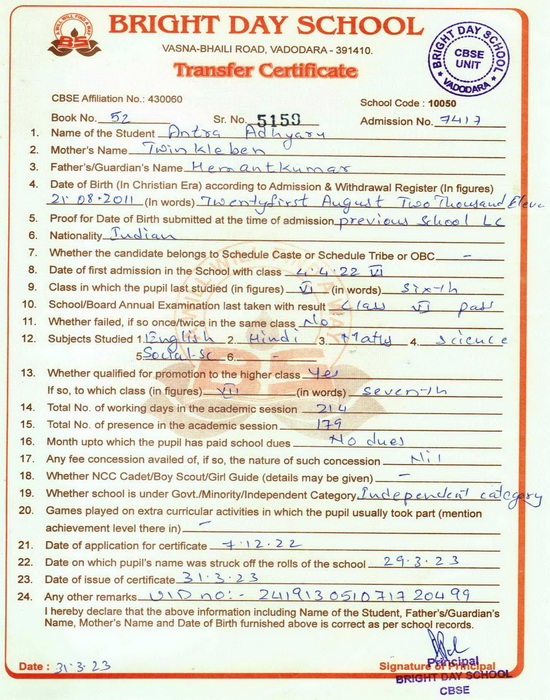 BRIGHT DAY SCHOOL
VASNA-BHAILI ROAD, VADODARA - 391410.
Transfer Certificate
BRIGHT DAY SCHOOL
CBSE
UNIT
VADODARA
CBSE Affiliation No.: 430060
School Code : 10050
Book No. 52 Sr. No. 5159 Admission No. 7417
1. Name of the Student Antra Adhyaru
2. Mother's Name Twinkleben
3. Father's/Guardian's Name Hemantkumar
4. Date of Birth (In Christian Era) according to Admission & Withdrawal Register (In figures)
21.08.2011 (In words) Twentyfirst August Two Thousand Eleve
5. Proof for Date of Birth submitted at the time of admission previous School LC
6. Nationality Indian
7. Whether the candidate belongs to Schedule Caste or Schedule Tribe or OBC -
8. Date of first admission in the School with class 4.4.22 VI
9. Class in which the pupil last studied (in figures) VI (in words) sixth
10. School/Board Annual Examination last taken with result Class VI pass
11. Whether failed, if so once/twice in the same class No
12. Subjects Studied 1. English 2. Hindi 3. Maths 4. Science
5. Social-Sc 6. -
13. Whether qualified for promotion to the higher class Yes
If so, to which class (in figures) VII (in words) seventh
14. Total No. of working days in the academic session 214
15. Total No. of presence in the academic session 179
16. Month upto which the pupil has paid school dues No dues
17. Any fee concession availed of, if so, the nature of such concession Nil
18. Whether NCC Cadet/Boy Scout/Girl Guide (details may be given) -
19. Whether school is under Govt./Minority/Independent Category Independent category
20. Games played on extra curricular activities in which the pupil usually took part (mention
achievement level there in) -
21. Date of application for certificate 7.12.22
22. Date on which pupil's name was struck off the rolls of the school 29.3.23
23. Date of issue of certificate 31.3.23
24. Any other remarks UID no:- 241913051071720499
I hereby declare that the above information including Name of the Student, Father's/Guardian's
Name, Mother's Name and Date of Birth furnished above is correct as per school records.
Date : 31.3.23
Signature of Principal
Principal
BRIGHT DAY SCHOOL
CBSE